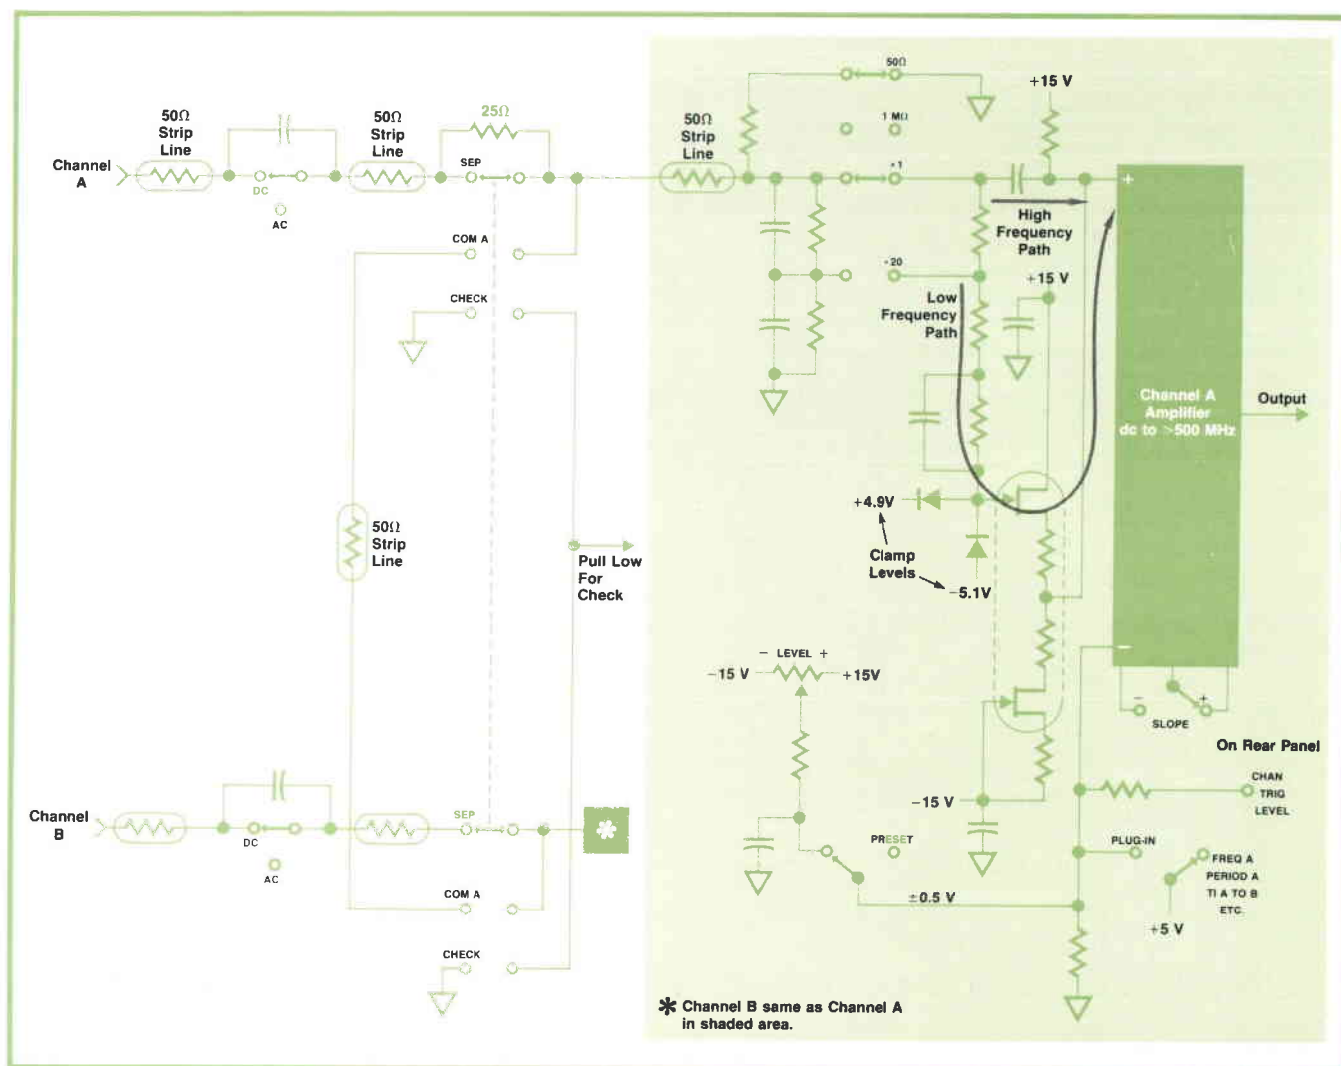 50Ω
Strip
Line
50Ω
Strip
Line
25Ω
Channel
A
DC
AC
SEP
COM A
CHECK
50Ω
Strip
Line
50Ω
1 MΩ
÷1
÷20
+15 V
High
Frequency
Path
+15 V
Low
Frequency
Path
+
Channel A
Amplifier
dc to >500 MHz
Output
50Ω
Strip
Line
Pull Low
For
Check
+4.9V
Clamp
Levels
−5.1V
− LEVEL +
−15 V
+15V
−
− +
SLOPE
On Rear Panel
CHAN
TRIG
LEVEL
−15 V
PRESET
±0.5 V
PLUG-IN
FREQ A
PERIOD A
TI A TO B
ETC.
+5 V
Channel
B
DC
AC
SEP
*
COM A
CHECK
* Channel B same as Channel A
in shaded area.